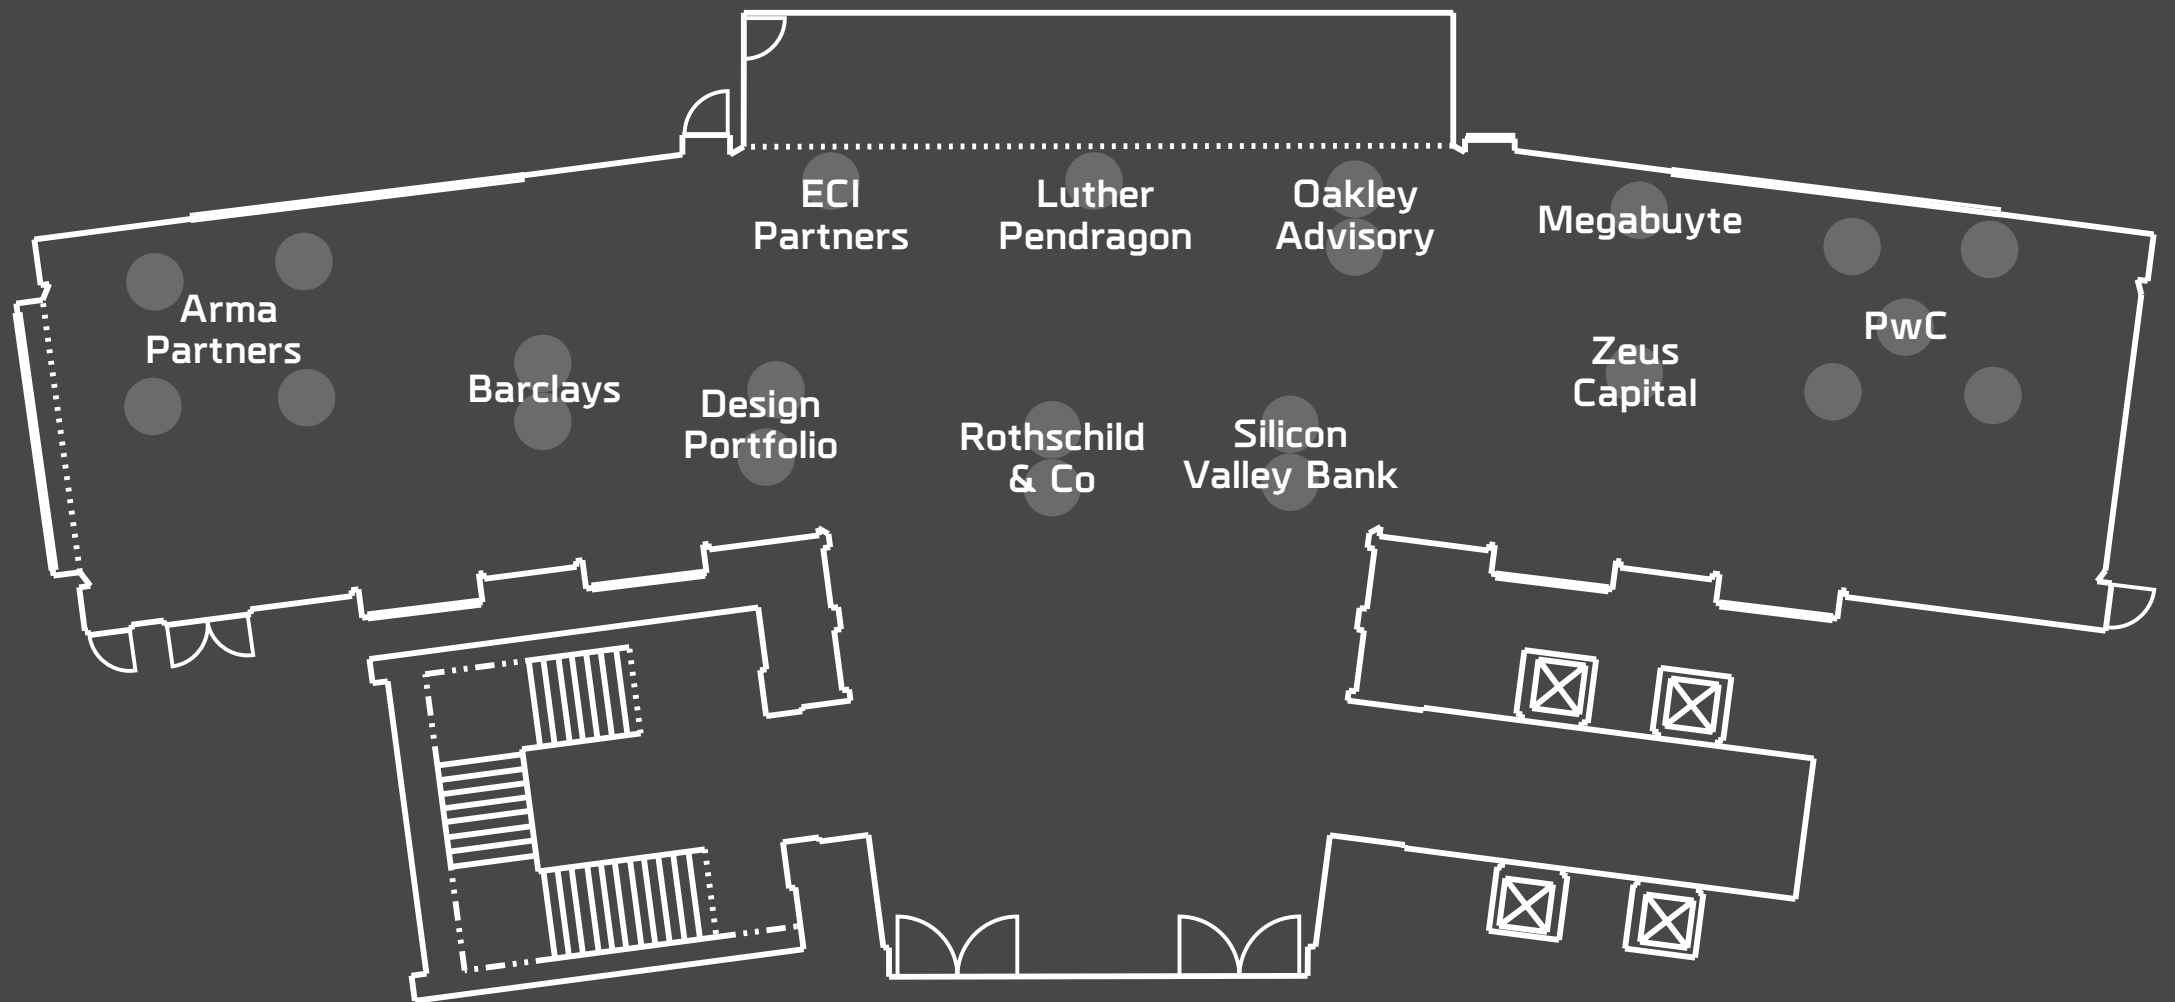 ECI
Partners
Luther
Pendragon
Oakley
Advisory
Megabuyte
Arma
Partners
Barclays
Design
Portfolio
Rothschild
& Co
Silicon
Valley Bank
Zeus
Capital
PwC